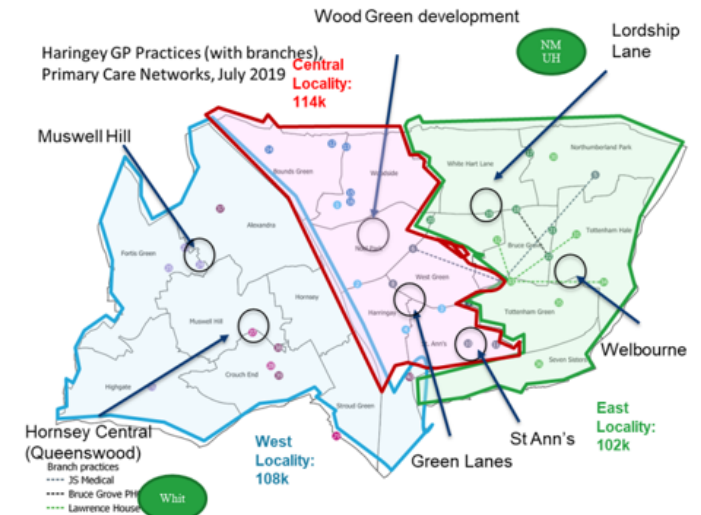 Wood Green development
Lordship
Lane
NM
UH
Haringey GP Practices (with branches),
Primary Care Networks, July 2019
Central
Locality:
114k
Muswell Hill
Bounds Green
Woodside
White Hart Lane
Northumberland Park
Alexandra
Fortis Green
Noel Park
Bruce Grove
Tottenham Hale
West Green
Hornsey
Muswell Hill
Harringay
Tottenham Green
St. Ann's
Welbourne
Crouch End
Seven Sisters
Highgate
Stroud Green
East
Locality:
102k
Hornsey Central
(Queenswood)
West
Locality:
108k
Green Lanes
St Ann's
Branch practices
JS Medical
Bruce Grove PH
Lawrence House
Whit